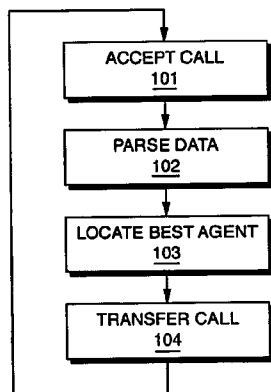 ACCEPT CALL
101
PARSE DATA
102
LOCATE BEST AGENT
103
TRANSFER CALL
104